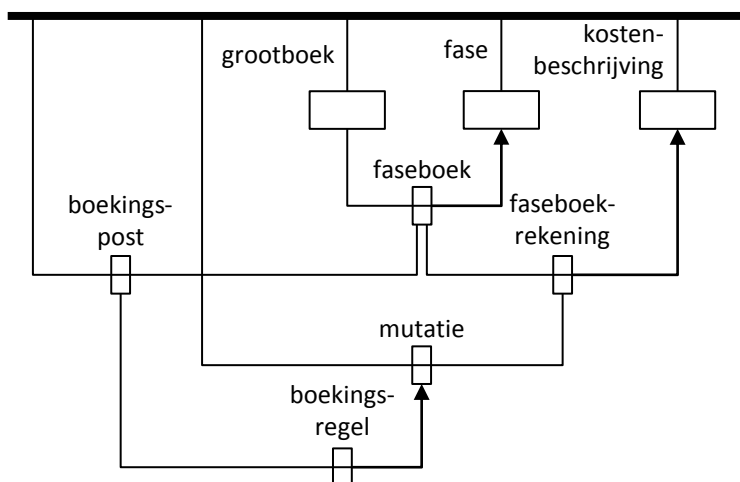 grootboek
fase
kosten-
beschrijving
faseboek
boekings-
post
faseboek-
rekening
mutatie
boekings-
regel